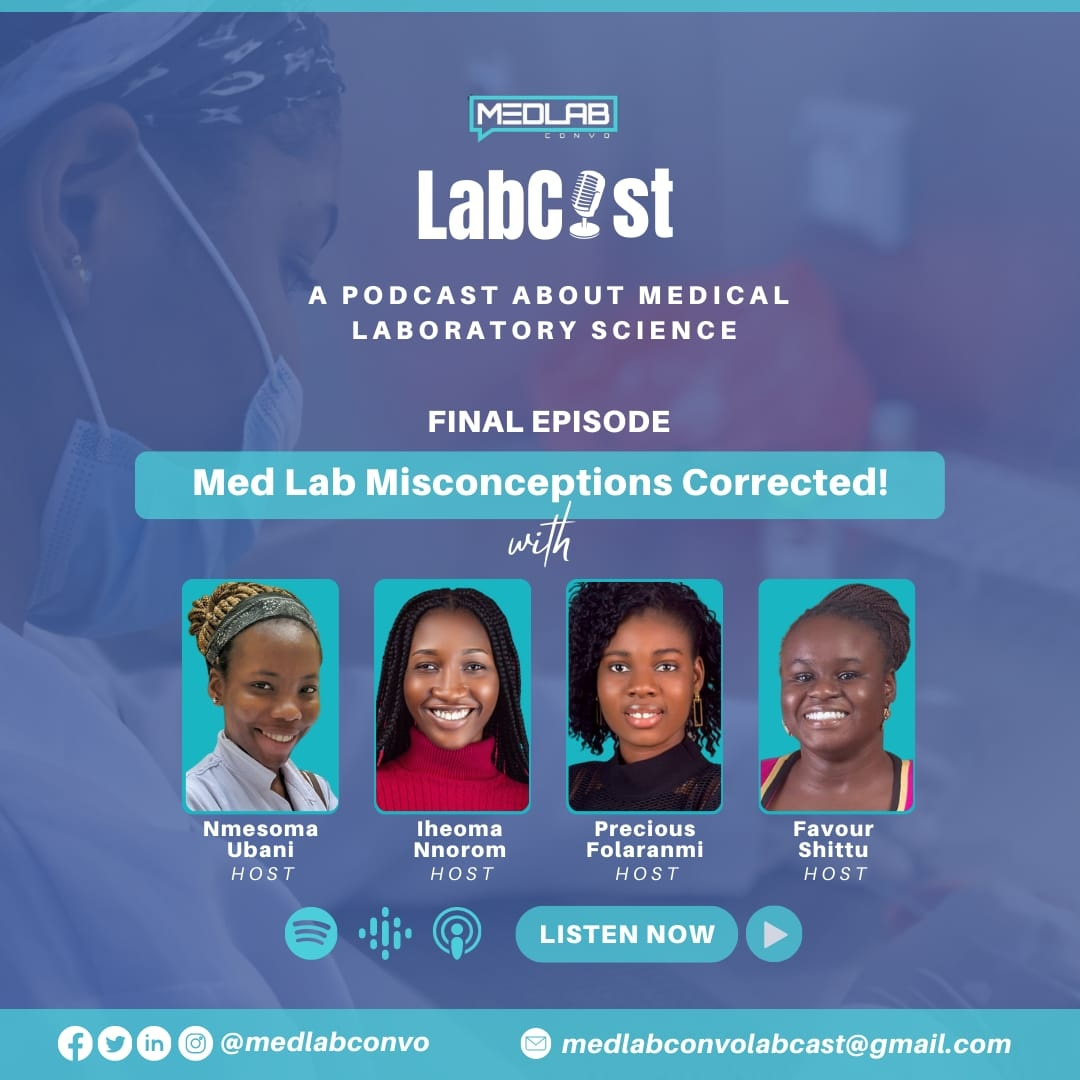 MEDLAB
CONVO
LabCast
A PODCAST ABOUT MEDICAL
LABORATORY SCIENCE
FINAL EPISODE
Med Lab Misconceptions Corrected!
with
Nmesoma
Ubani
HOST
Iheoma
Nnorom
HOST
Precious
Folaranmi
HOST
Favour
Shittu
HOST
LISTEN NOW
@medlabconvo
medlabconvolabcast@gmail.com